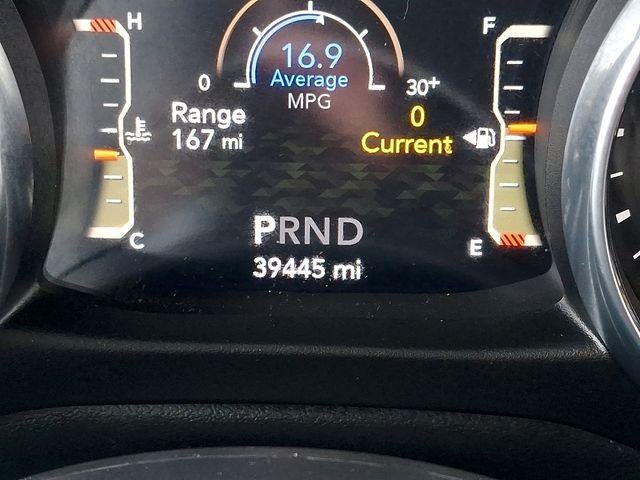 H
F
16.9
Average
MPG
0
30+
Range
167 mi
0
Current
C
E
PRND
39445 mi